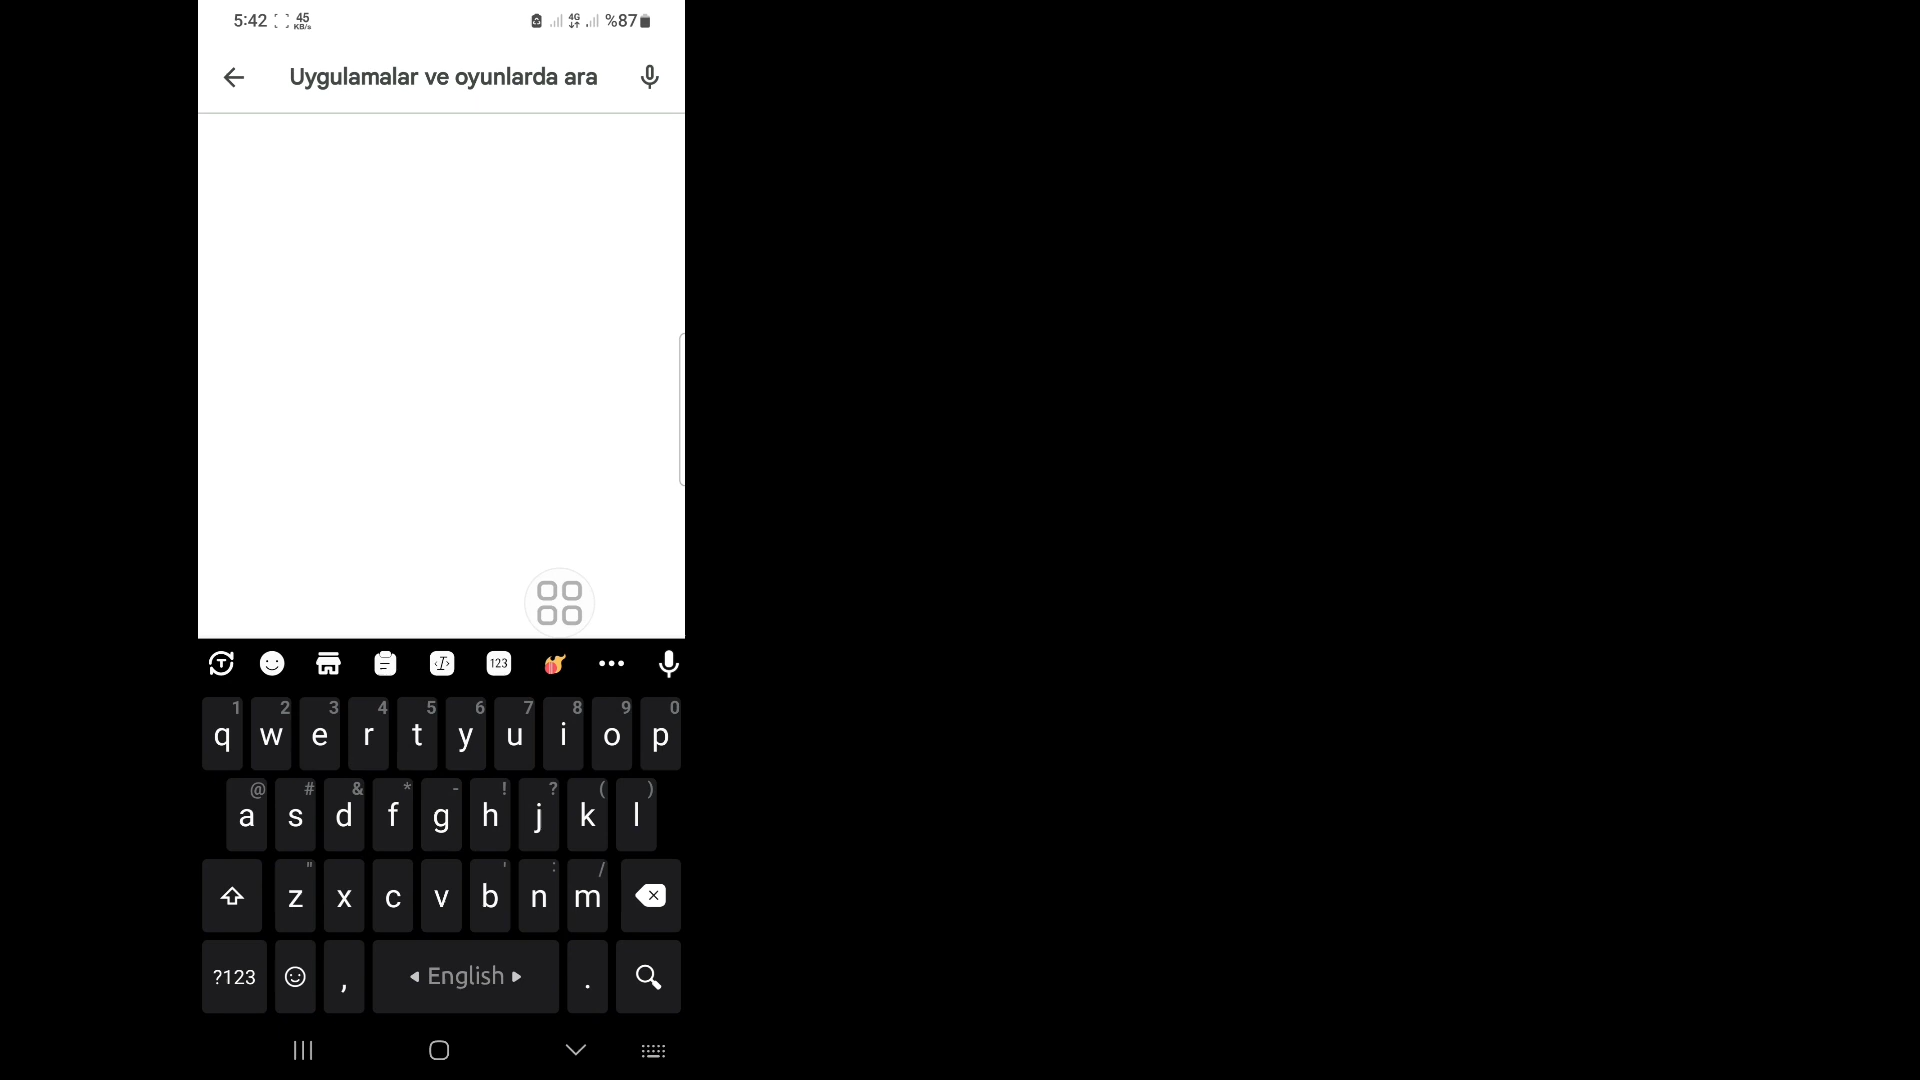 5:42 45 KB/s 4G %87
Uygulamalar ve oyunlarda ara
T I 123
1 2 3 4 5 6 7 8 9 0
q w e r t y u i o p
@ # & * - ! ? ( )
a s d f g h j k l
" ' : /
z x c v b n m
?123 , English .